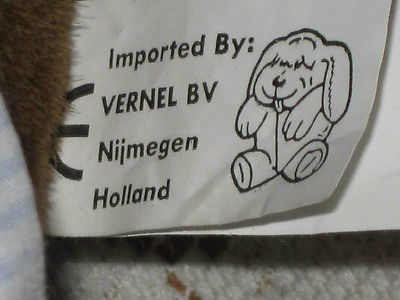 Imported By:
VERNEL BV
Nijmegen
Holland